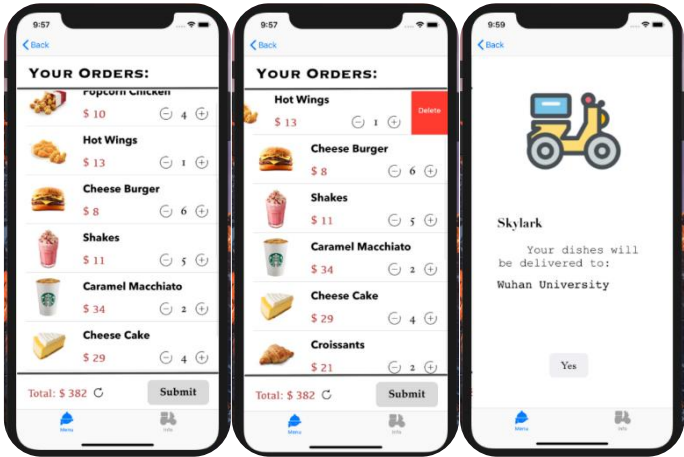 9:57
Back
YOUR ORDERS:
Popcorn Chicken
$ 10
4
Hot Wings
$ 13
1
Cheese Burger
$ 8
6
Shakes
$ 11
5
Caramel Macchiato
$ 34
2
Cheese Cake
$ 29
4
Total: $ 382
Submit
Menu
Info
9:57
Back
YOUR ORDERS:
Hot Wings
$ 13
1
Delete
Cheese Burger
$ 8
6
Shakes
$ 11
5
Caramel Macchiato
$ 34
2
Cheese Cake
$ 29
4
Croissants
$ 21
2
Total: $ 382
Submit
Menu
Info
9:59
Back
Skylark
Your dishes will
be delivered to:
Wuhan University
Yes
Menu
Info